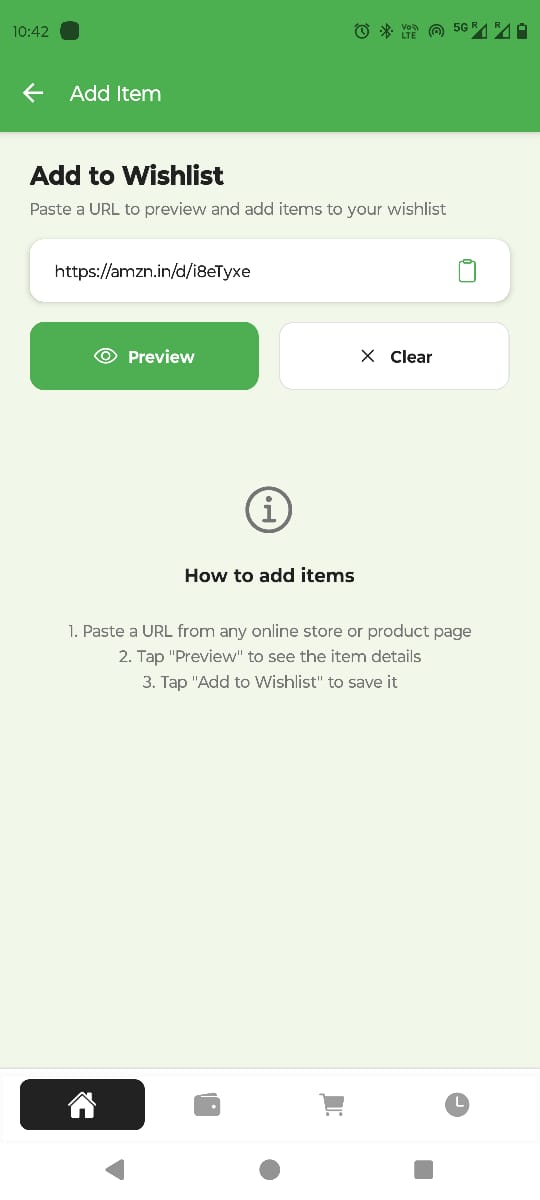 10:42
Vo)) LTE 5G R R
Add Item
Add to Wishlist
Paste a URL to preview and add items to your wishlist
https://amzn.in/d/i8eTyxe
Preview
Clear
How to add items
1. Paste a URL from any online store or product page
2. Tap "Preview" to see the item details
3. Tap "Add to Wishlist" to save it